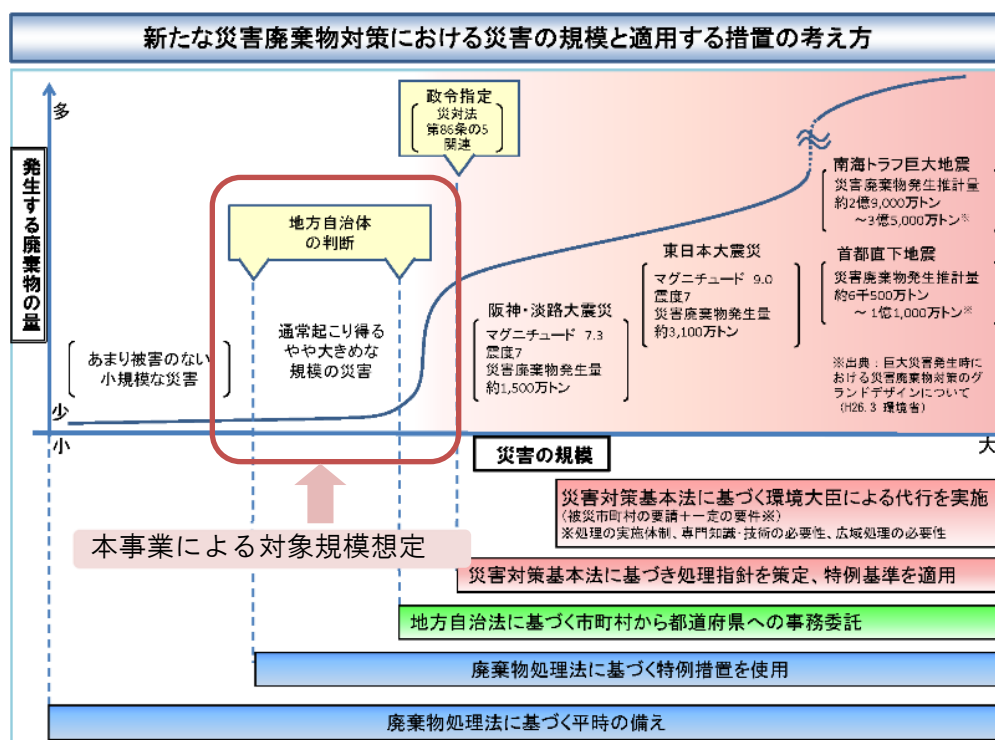 新たな災害廃棄物対策における災害の規模と適用する措置の考え方
発生する廃棄物の量
多
少
小
大
災害の規模
政令指定
災対法
第86条の5
関連
地方自治体
の判断
あまり被害のない
小規模な災害
通常起こり得る
やや大きめな
規模の災害
阪神・淡路大震災
マグニチュード 7.3
震度7
災害廃棄物発生量
約1,500万トン
東日本大震災
マグニチュード 9.0
震度7
災害廃棄物発生量
約3,100万トン
南海トラフ巨大地震
災害廃棄物発生推計量
約2億9,000万トン
～3億5,000万トン※
首都直下地震
災害廃棄物発生推計量
約6千500万トン
～ 1億1,000万トン※
※出典：巨大災害発生時に
おける災害廃棄物対策のグ
ランドデザインについて
(H26.3 環境省)
本事業による対象規模想定
災害対策基本法に基づく環境大臣による代行を実施
(被災市町村の要請＋一定の要件※)
※処理の実施体制、専門知識・技術の必要性、広域処理の必要性
災害対策基本法に基づき処理指針を策定、特例基準を適用
地方自治法に基づく市町村から都道府県への事務委託
廃棄物処理法に基づく特例措置を使用
廃棄物処理法に基づく平時の備え